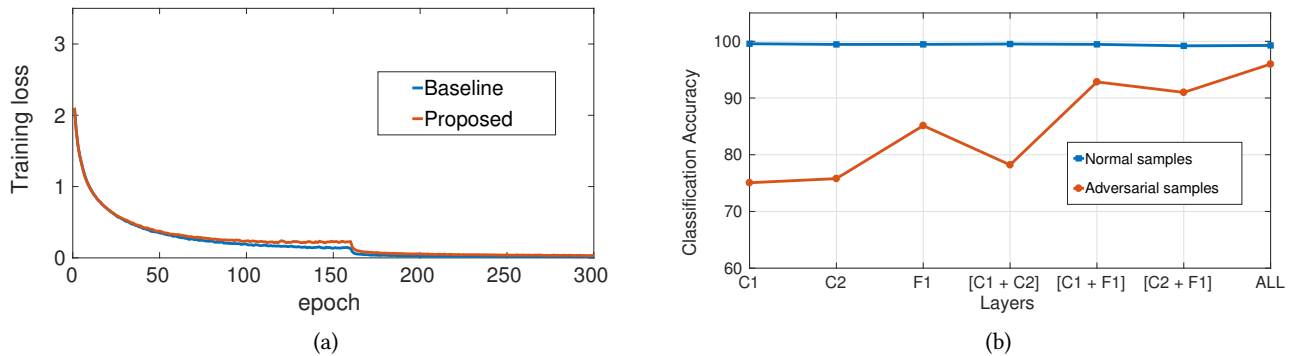 3
2
1
0
Training loss
Baseline
Proposed
0 50 100 150 200 250 300
epoch
(a)
100
90
80
70
60
Classification Accuracy
Normal samples
Adversarial samples
C1 C2 F1 [C1 + C2] [C1 + F1] [C2 + F1] ALL
Layers
(b)